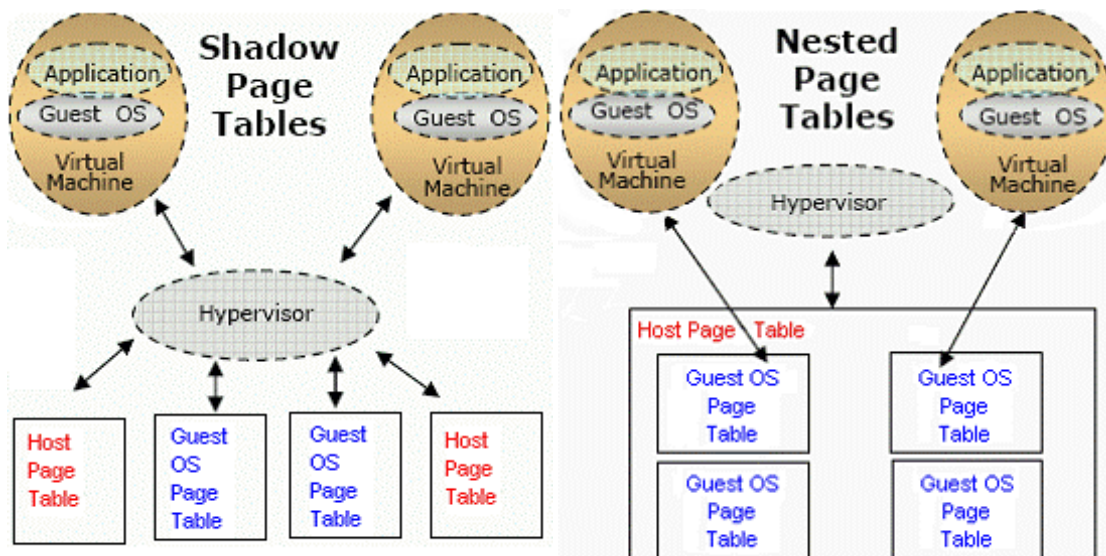 Shadow
Page
Tables
Application
Guest OS
Virtual
Machine
Application
Guest OS
Virtual
Machine
Hypervisor
Host
Page
Table
Guest
OS
Page
Table
Guest
OS
Page
Table
Host
Page
Table
Nested
Page
Tables
Application
Guest OS
Virtual
Machine
Application
Guest OS
Virtual
Machine
Hypervisor
Host Page Table
Guest OS
Page
Table
Guest OS
Page
Table
Guest OS
Page
Table
Guest OS
Page
Table